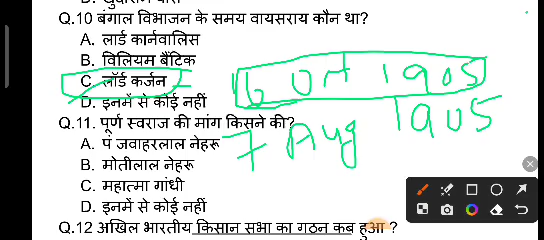 Q.10 बंगाल विभाजन के समय वायसराय कौन था?
A. लार्ड कार्नवालिस
B. विलियम बैंटिक
C. लॉर्ड कर्जन
16 Oct 1905
D. इनमें से कोई नहीं
7 Aug 1905
Q.11. पूर्ण स्वराज की मांग किसने की?
A. पं जवाहरलाल नेहरू
B. मोतीलाल नेहरू
C. महात्मा गांधी
D. इनमें से कोई नहीं
Q.12 अखिल भारतीय किसान सभा का गठन कब हुआ ?